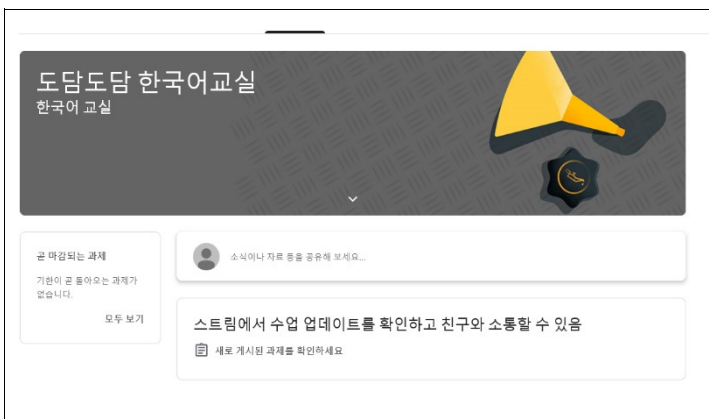 도담도담 한국어교실
한국어 교실
곧 마감되는 과제
기한이 곧 돌아오는 과제가
없습니다.
모두 보기
소식이나 자료 등을 공유해 보세요...
스트림에서 수업 업데이트를 확인하고 친구와 소통할 수 있음
새로 게시된 과제를 확인하세요